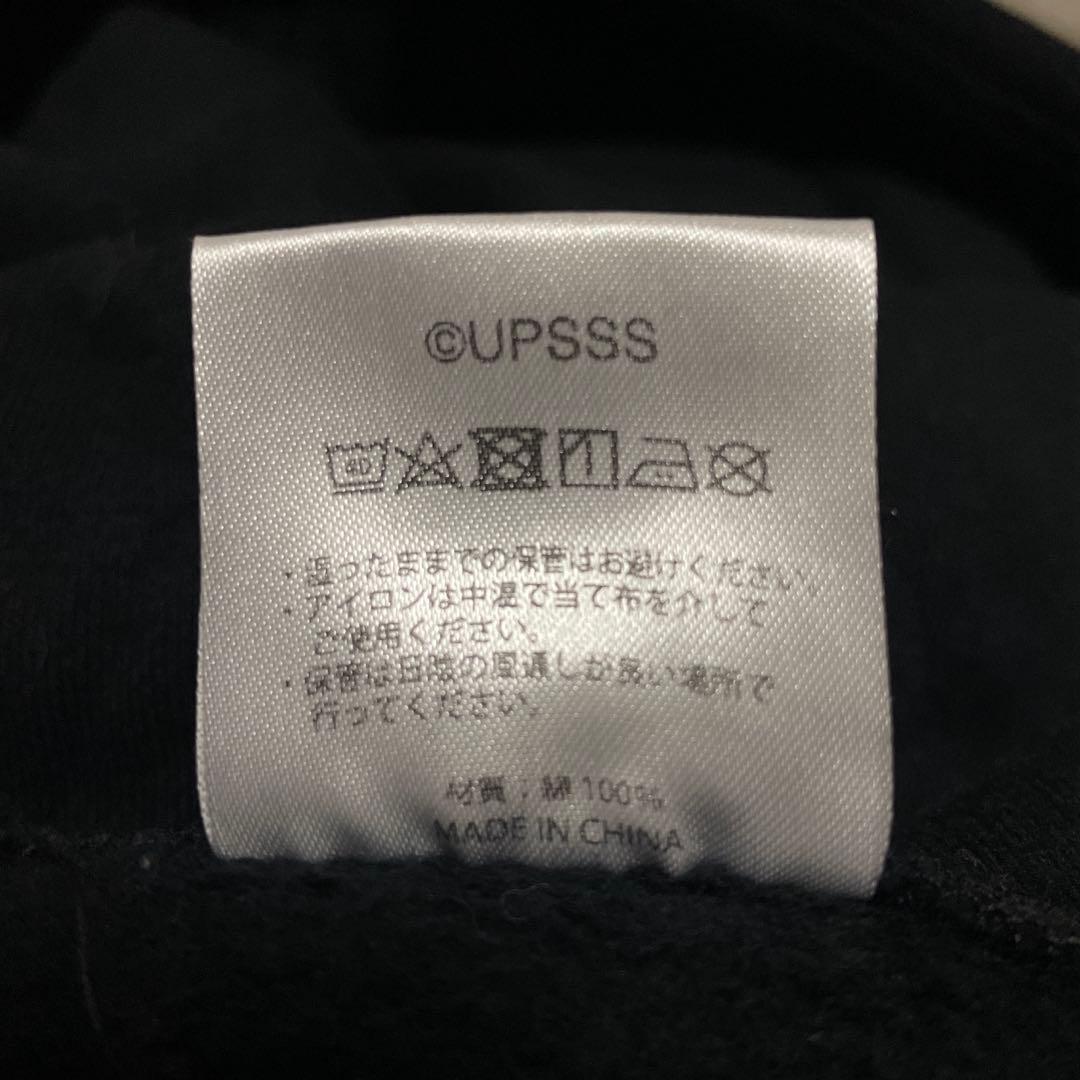 ©UPSSS
40
・湿ったままでの保管はお避けください。
・アイロンは中温で当て布を介して
ご使用ください。
・保管は日陰の風通しが良い場所で
行ってください。
材質：綿100%
MADE IN CHINA